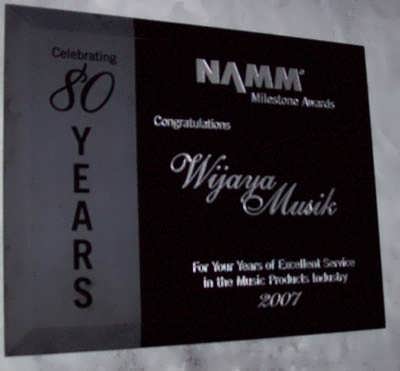 Celebrating
80
YEARS
NAMM®
Milestone Awards
Congratulations
Wijaya
Musik
For Your Years of Excellent Service
in the Music Products Industry
2007